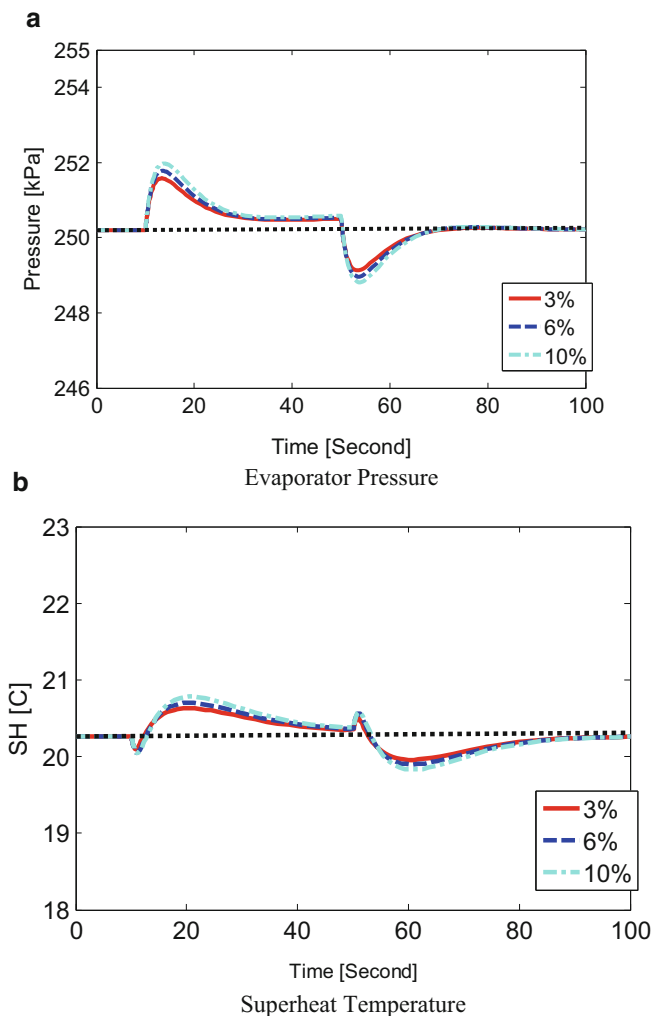 a
255
254
252
250
248
246
Pressure [kPa]
3%
6%
10%
0 20 40 60 80 100
Time [Second]
Evaporator Pressure
b
23
22
21
20
19
18
SH [C]
3%
6%
10%
0 20 40 60 80 100
Time [Second]
Superheat Temperature